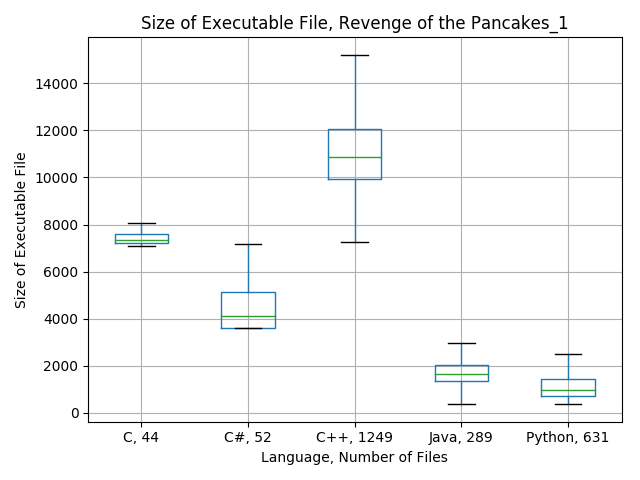 Size of Executable File, Revenge of the Pancakes_1
Size of Executable File
14000
12000
10000
8000
6000
4000
2000
0
C, 44
C#, 52
C++, 1249
Java, 289
Python, 631
Language, Number of Files